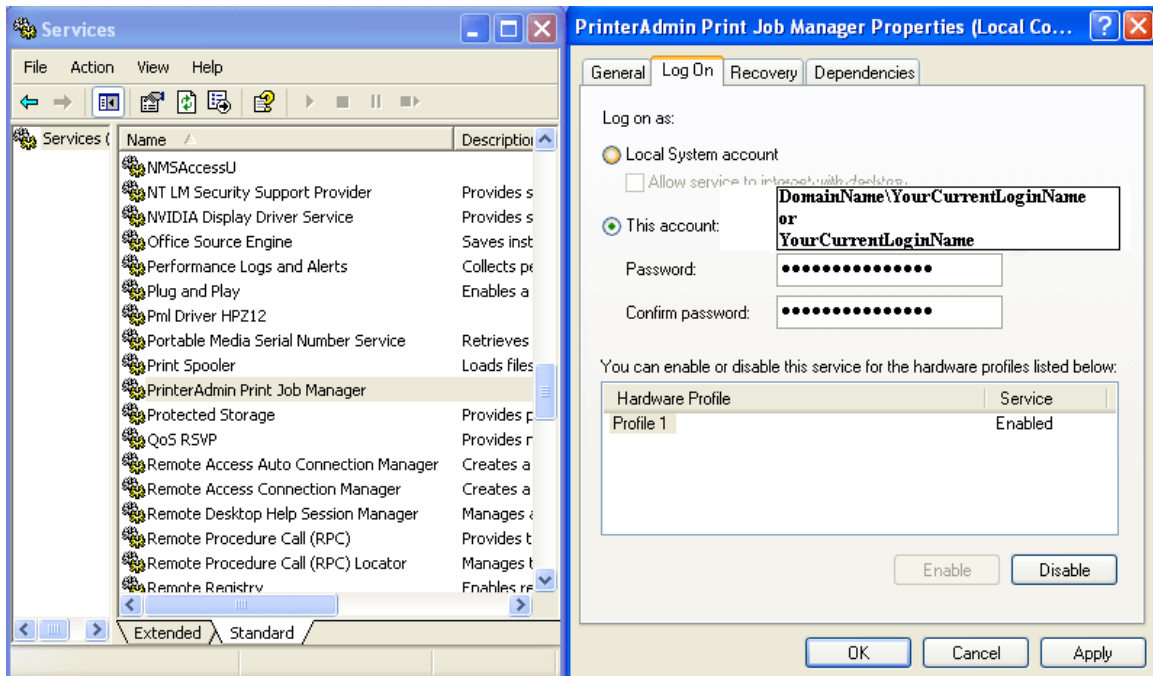 Services
File Action View Help
Services (
Name Description
NMSAccessU
NT LM Security Support Provider Provides s
NVIDIA Display Driver Service Provides s
Office Source Engine Saves inst
Performance Logs and Alerts Collects pe
Plug and Play Enables a
Pml Driver HPZ12
Portable Media Serial Number Service Retrieves
Print Spooler Loads files
PrinterAdmin Print Job Manager
Protected Storage Provides p
QoS RSVP Provides n
Remote Access Auto Connection Manager Creates a
Remote Access Connection Manager Creates a
Remote Desktop Help Session Manager Manages a
Remote Procedure Call (RPC) Provides t
Remote Procedure Call (RPC) Locator Manages t
Remote Registry Enables re
Extended Standard
PrinterAdmin Print Job Manager Properties (Local Co...
General Log On Recovery Dependencies
Log on as:
Local System account
Allow service to interact with desktop
This account:
DomainName\YourCurrentLoginName
or
YourCurrentLoginName
Password: •••••••••••••••
Confirm password: •••••••••••••••
You can enable or disable this service for the hardware profiles listed below:
Hardware Profile Service
Profile 1 Enabled
Enable Disable
OK Cancel Apply